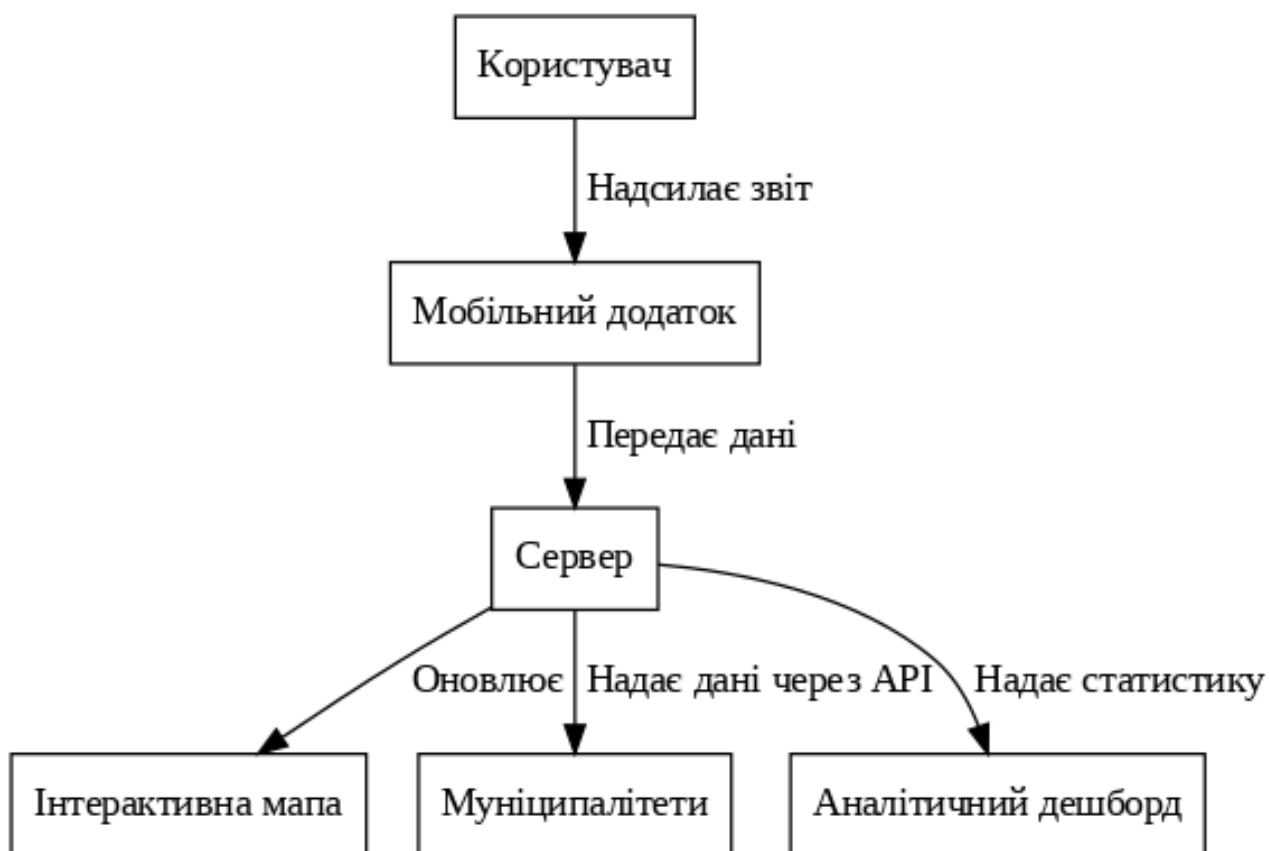 Користувач
Надсилає звіт
Мобільний додаток
Передає дані
Сервер
Оновлює
Надає дані через API
Надає статистику
Інтерактивна мапа
Муніципалітети
Аналітичний дешборд